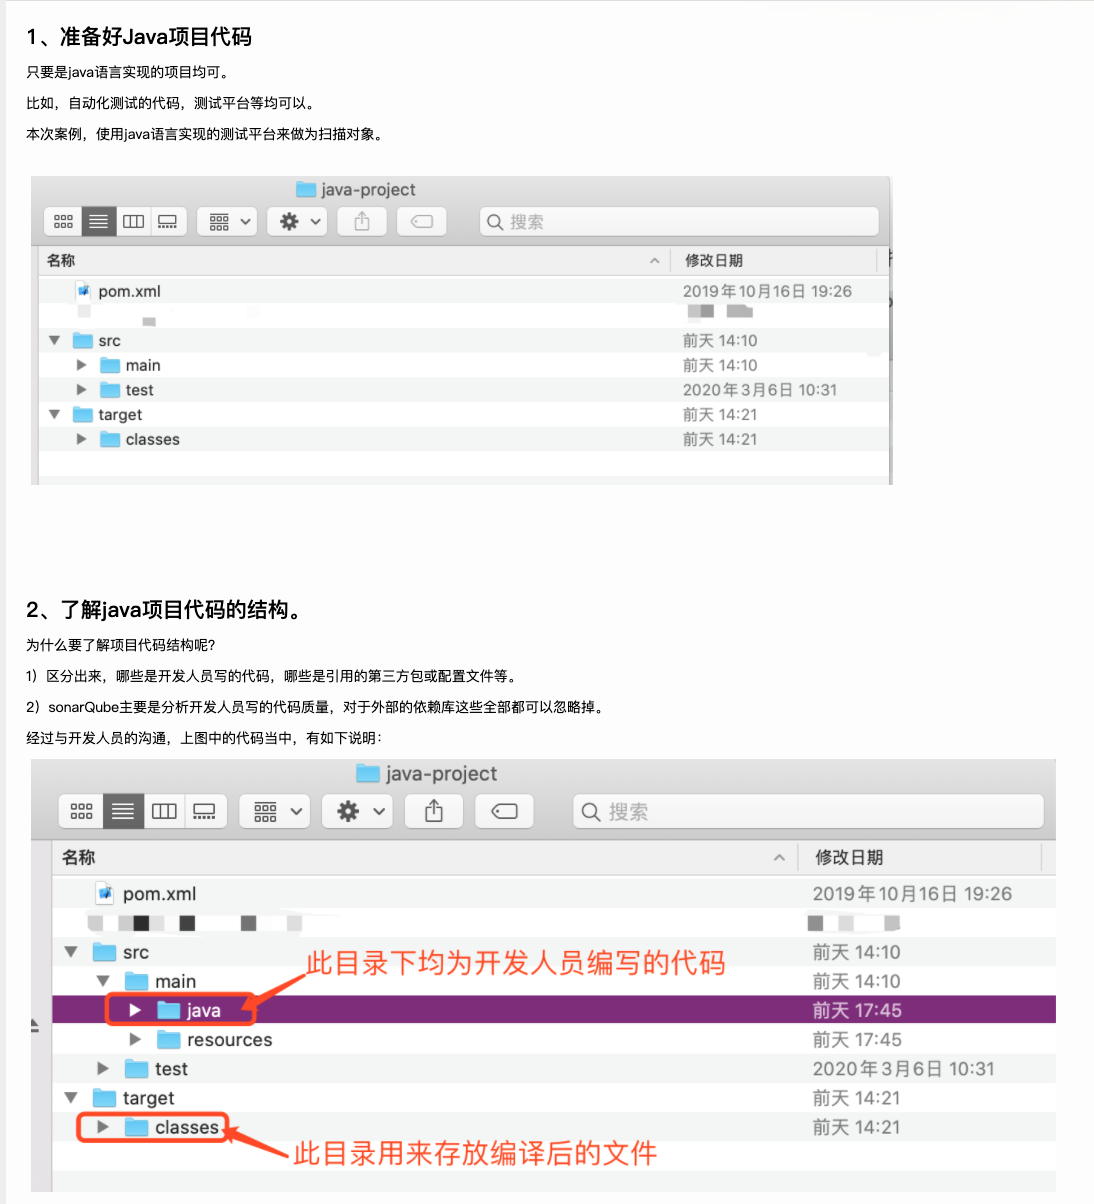 1、准备好Java项目代码
只要是java语言实现的项目均可。
比如，自动化测试的代码，测试平台等均可以。
本次案例，使用java语言实现的测试平台来做为扫描对象。
java-project
搜索
名称 修改日期
pom.xml 2019年10月16日 19:26
src 前天 14:10
main 前天 14:10
test 2020年3月6日 10:31
target 前天 14:21
classes 前天 14:21
2、了解java项目代码的结构。
为什么要了解项目代码结构呢?
1）区分出来，哪些是开发人员写的代码，哪些是引用的第三方包或配置文件等。
2）sonarQube主要是分析开发人员写的代码质量，对于外部的依赖库这些全部都可以忽略掉。
经过与开发人员的沟通，上图中的代码当中，有如下说明：
java-project
搜索
名称 修改日期
pom.xml 2019年10月16日 19:26
src 前天 14:10
此目录下均为开发人员编写的代码
main 前天 14:10
java 前天 17:45
resources 前天 17:45
test 2020年3月6日 10:31
target 前天 14:21
classes 前天 14:21
此目录用来存放编译后的文件